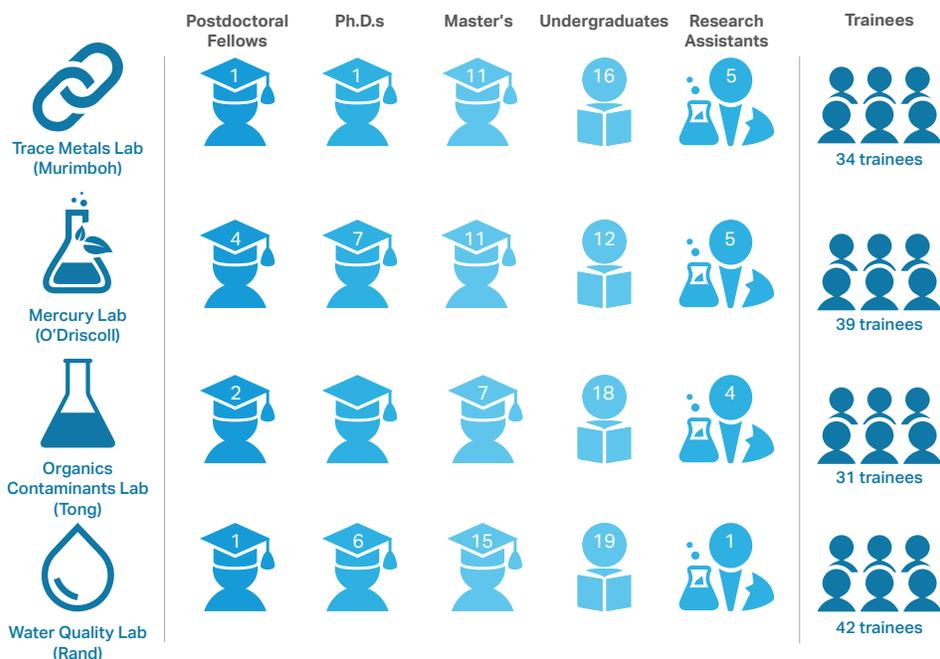 Postdoctoral Fellows
Ph.D.s
Master's
Undergraduates
Research Assistants
Trainees
Trace Metals Lab
(Murimboh)
1
1
11
16
5
34 trainees
Mercury Lab
(O'Driscoll)
4
7
11
12
5
39 trainees
Organics
Contaminants Lab
(Tong)
2
7
18
4
31 trainees
Water Quality Lab
(Rand)
1
6
15
19
1
42 trainees